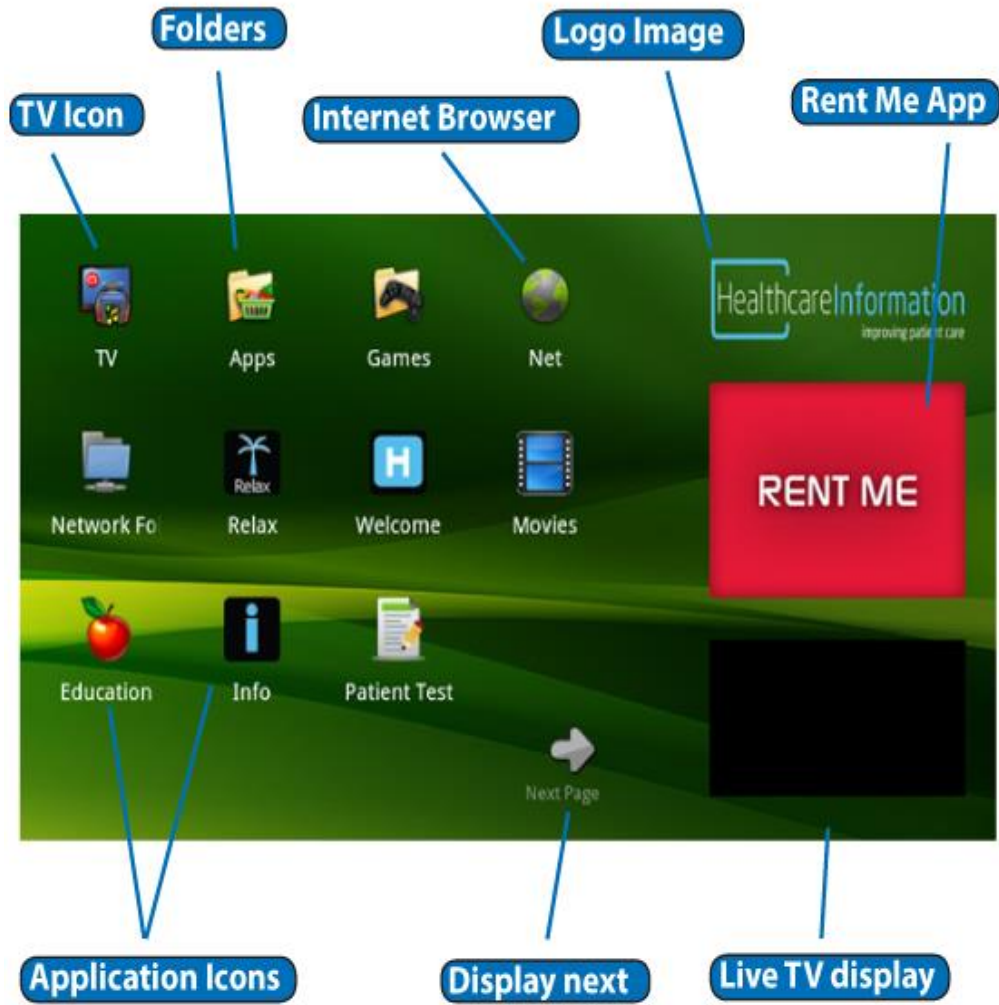 Folders
Logo Image
TV Icon
Internet Browser
Rent Me App
TV
Apps
Games
Net
HealthcareInformation
improving patient care
Network Fo
Relax
Relax
H
Welcome
Movies
RENT ME
Education
i
Info
Patient Test
Next Page
Application Icons
Display next
Live TV display